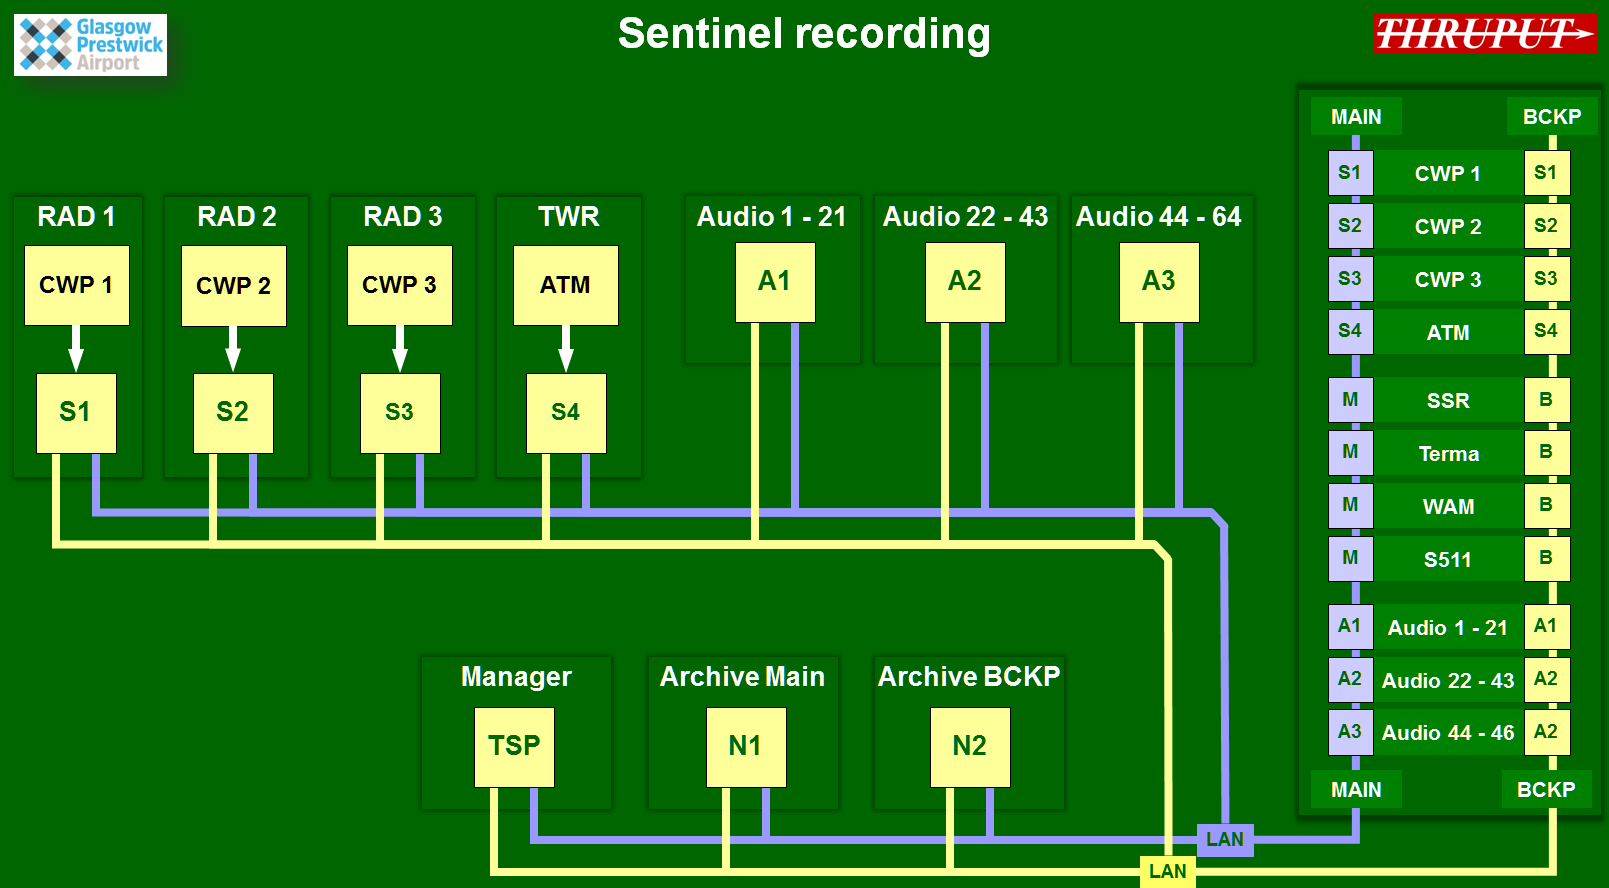 Glasgow
Prestwick
Airport
Sentinel recording
THRUPUT
RAD 1
RAD 2
RAD 3
TWR
Audio 1 - 21
Audio 22 - 43
Audio 44 - 64
CWP 1
CWP 2
CWP 3
ATM
A1
A2
A3
S1
S2
S3
S4
Manager
Archive Main
Archive BCKP
TSP
N1
N2
LAN
LAN
MAIN
BCKP
S1 CWP 1 S1
S2 CWP 2 S2
S3 CWP 3 S3
S4 ATM S4
M SSR B
M Terma B
M WAM B
M S511 B
A1 Audio 1 - 21 A1
A2 Audio 22 - 43 A2
A3 Audio 44 - 46 A2
MAIN
BCKP